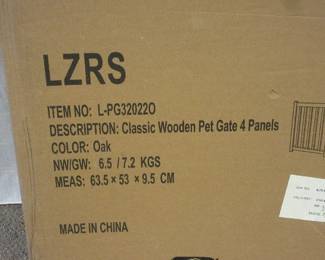 LZRS
ITEM NO: L-PG32022O
DESCRIPTION: Classic Wooden Pet Gate 4 Panels
COLOR: Oak
NW/GW: 6.5 / 7.2 KGS
MEAS: 63.5 × 53 × 9.5 CM
MADE IN CHINA